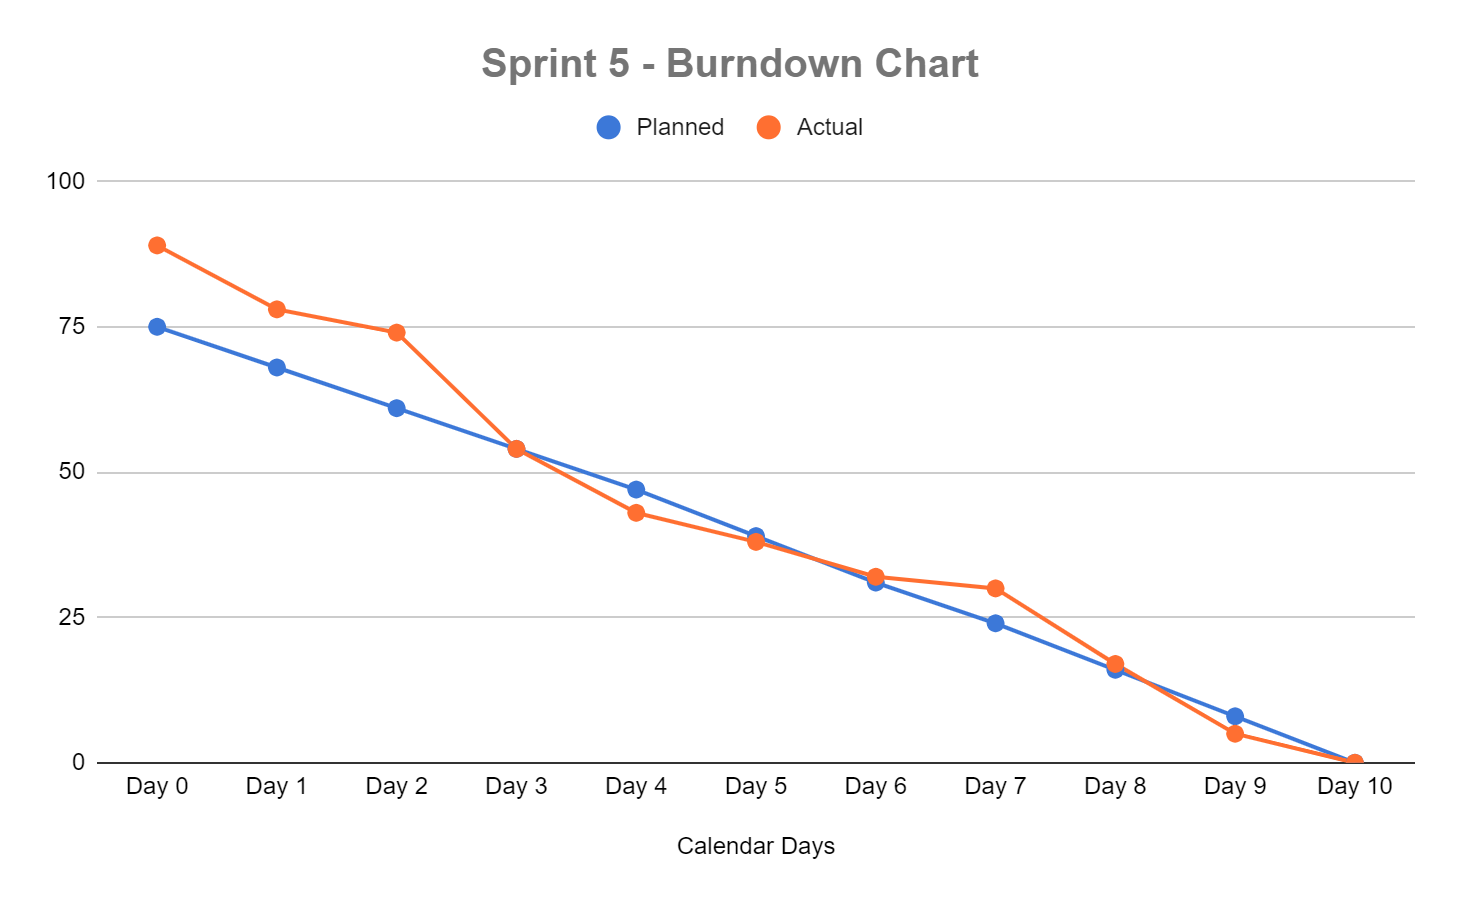 Sprint 5 - Burndown Chart
Planned Actual
100
75
50
25
0
Day 0 Day 1 Day 2 Day 3 Day 4 Day 5 Day 6 Day 7 Day 8 Day 9 Day 10
Calendar Days